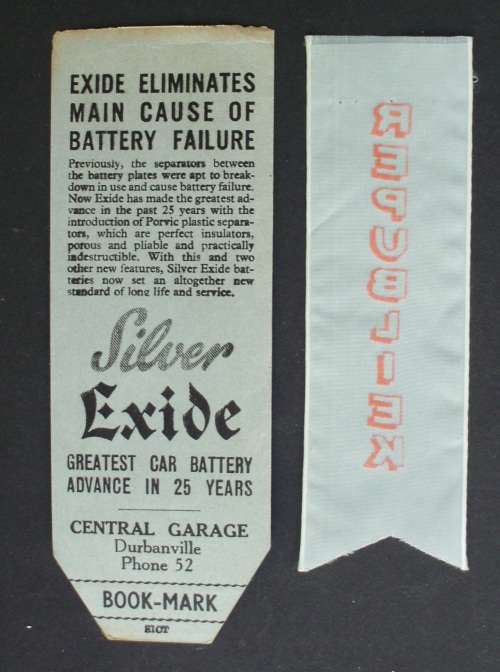 EXIDE ELIMINATES
MAIN CAUSE OF
BATTERY FAILURE
Previously, the separators between
the battery plates were apt to break-
down in use and cause battery failure.
Now Exide has made the greatest ad-
vance in the past 25 years with the
introduction of Porvic plastic separa-
tors, which are perfect insulators,
porous and pliable and practically
indestructible. With this and two
other new features, Silver Exide bat-
teries now set an altogether new
standard of long life and service.
Silver
Exide
GREATEST CAR BATTERY
ADVANCE IN 25 YEARS
CENTRAL GARAGE
Durbanville
Phone 52
BOOK-MARK
REPUBLIEK